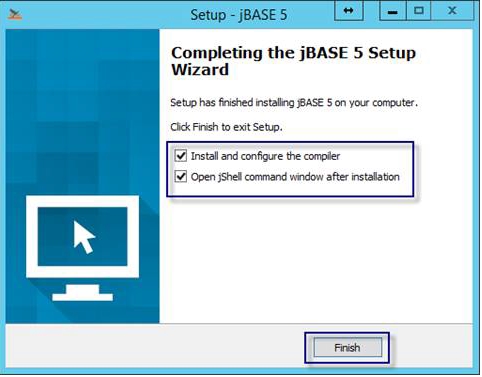 Setup - jBASE 5
Completing the jBASE 5 Setup
Wizard
Setup has finished installing jBASE 5 on your computer.
Click Finish to exit Setup.
Install and configure the compiler
Open jShell command window after installation
Finish